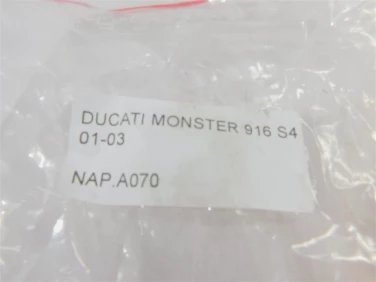 DUCATI MONSTER 916 S4
01-03
NAP.A070